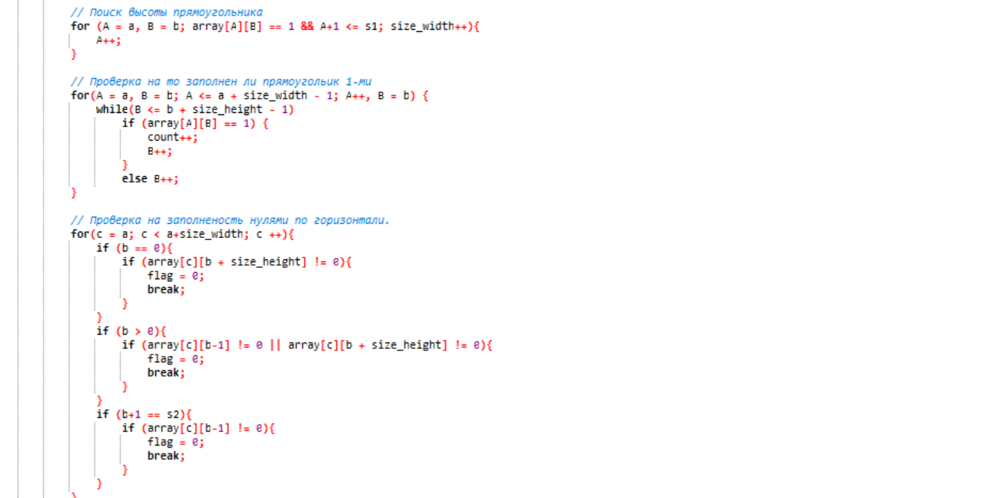 // Поиск высоты прямоугольника
for (A = a, B = b; array[A][B] == 1 && A+1 <= s1; size_width++){
A++;
}
// Проверка на то заполнен ли прямоугольик 1-ми
for(A = a, B = b; A <= a + size_width - 1; A++, B = b) {
while(B <= b + size_height - 1)
if (array[A][B] == 1) {
count++;
B++;
}
else B++;
}
// Проверка на заполненость нулями по горизонтали.
for(c = a; c < a+size_width; c ++){
if (b == 0){
if (array[c][b + size_height] != 0){
flag = 0;
break;
}
}
if (b > 0){
if (array[c][b-1] != 0 || array[c][b + size_height] != 0){
flag = 0;
break;
}
}
if (b+1 == s2){
if (array[c][b-1] != 0){
flag = 0;
break;
}
}
}